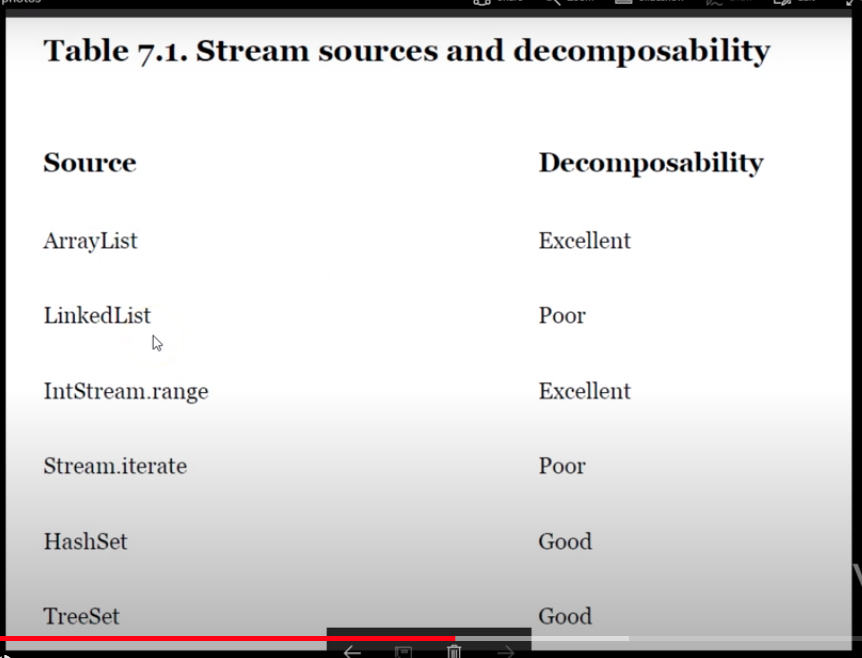 photos
Table 7.1. Stream sources and decomposability
Source Decomposability
ArrayList Excellent
LinkedList Poor
IntStream.range Excellent
Stream.iterate Poor
HashSet Good
TreeSet Good